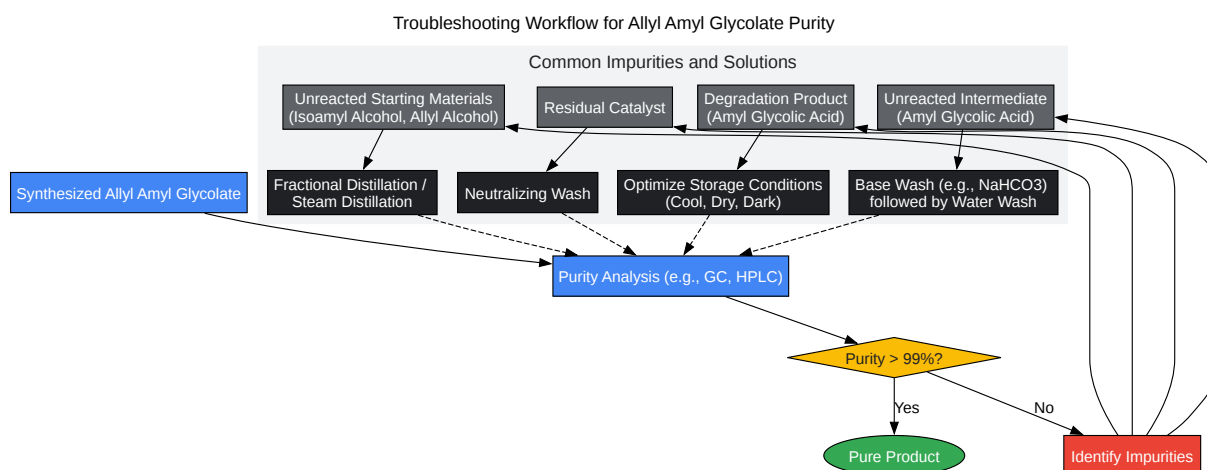 Troubleshooting Workflow for Allyl Amyl Glycolate Purity
Common Impurities and Solutions
Unreacted Starting Materials
(Isoamyl Alcohol, Allyl Alcohol)
Residual Catalyst
Degradation Product
(Amyl Glycolic Acid)
Unreacted Intermediate
(Amyl Glycolic Acid)
Synthesized Allyl Amyl Glycolate
Fractional Distillation /
Steam Distillation
Neutralizing Wash
Optimize Storage Conditions
(Cool, Dry, Dark)
Base Wash (e.g., NaHCO3)
followed by Water Wash
Purity Analysis (e.g., GC, HPLC)
Purity > 99%?
Yes
No
Pure Product
Identify Impurities